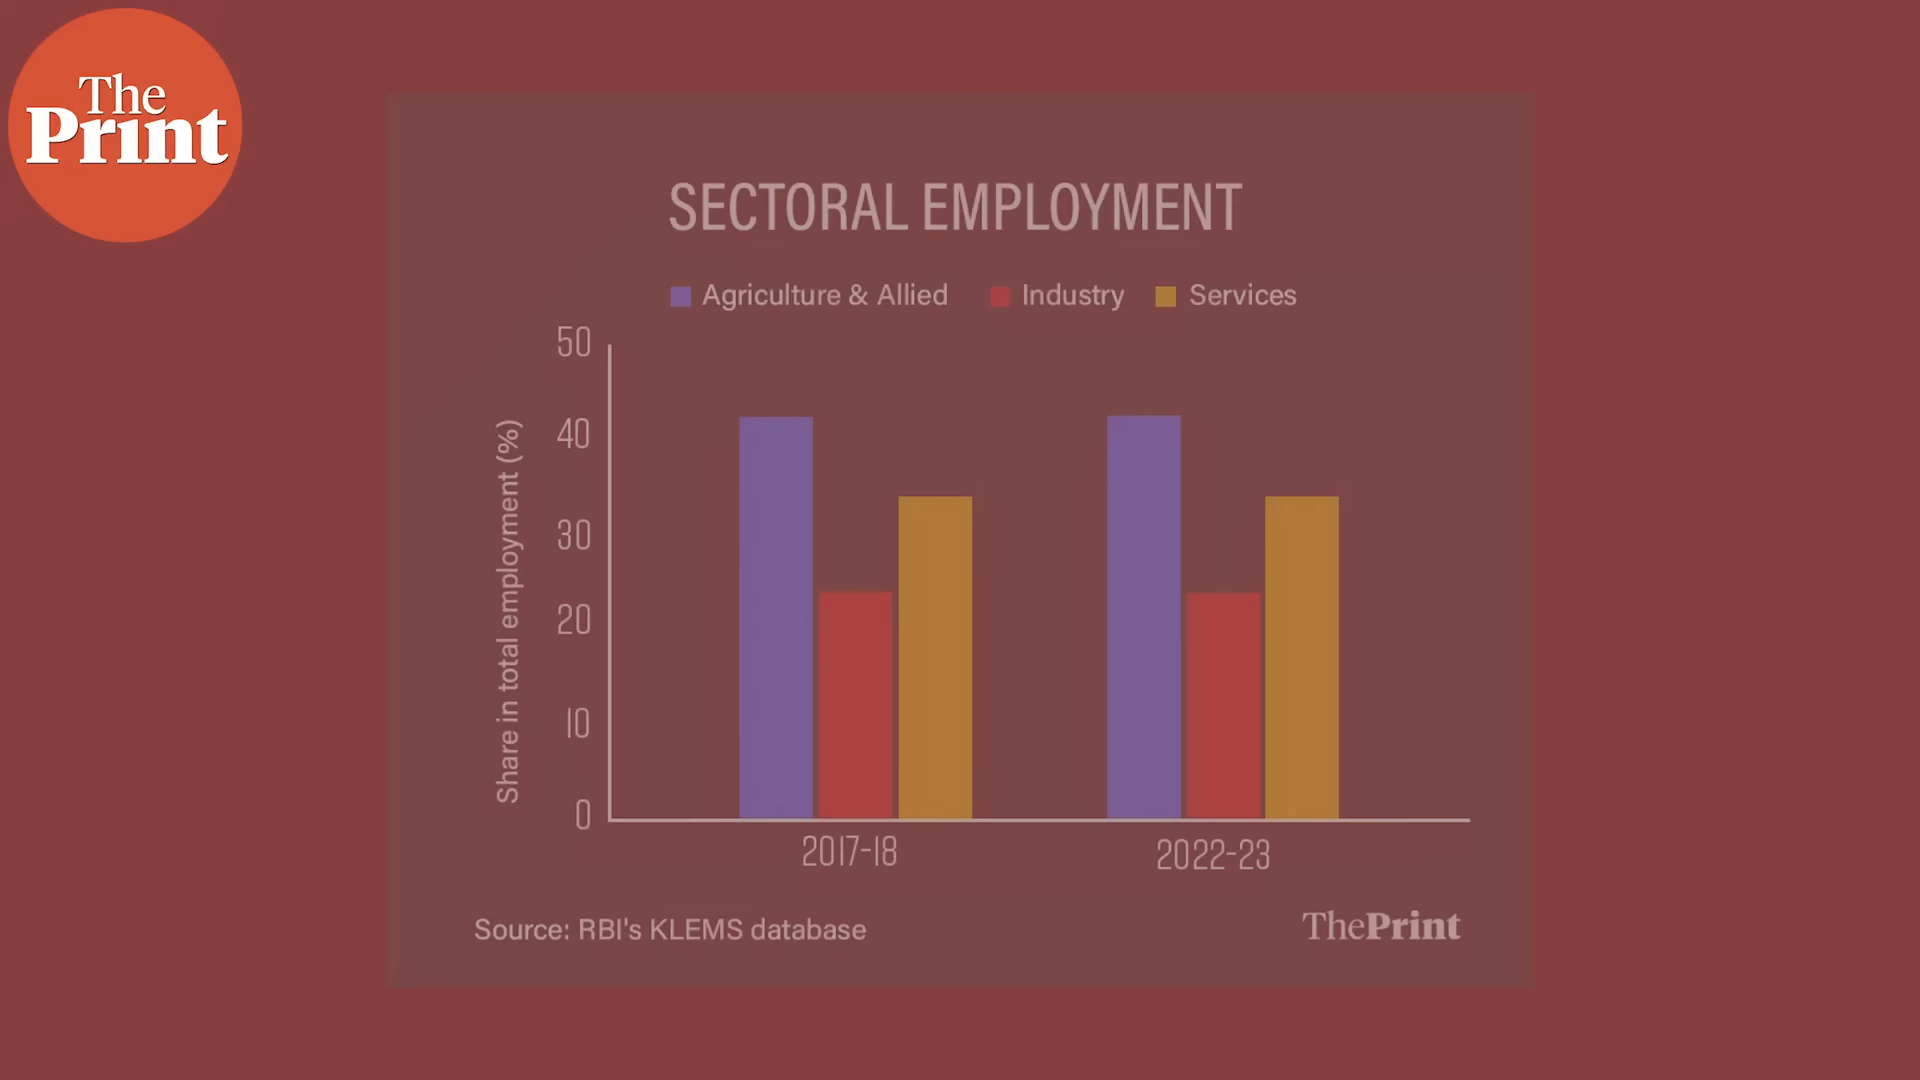 The
Print
SECTORAL EMPLOYMENT
Agriculture & Allied Industry Services
Share in total employment (%)
50
40
30
20
10
0
2017-18 2022-23
Source: RBI's KLEMS database
ThePrint